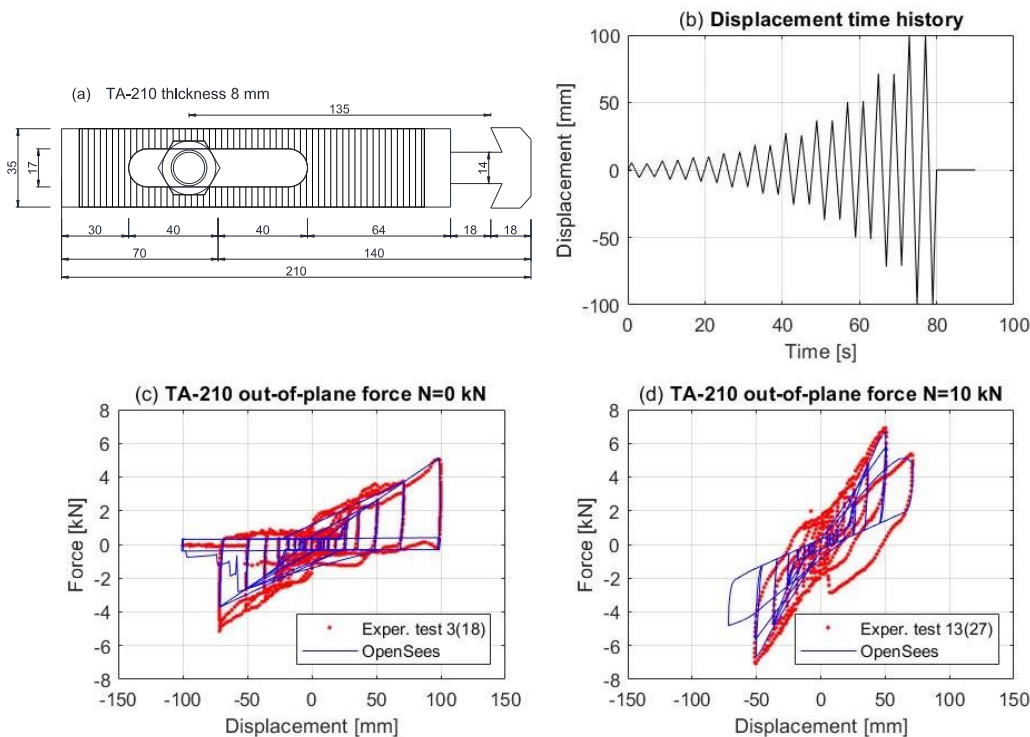 (a) TA-210 thickness 8 mm
135
35
17
14
30 40 40 64 18 18
70 140
210
(b) Displacement time history
Displacement [mm]
100
50
0
-50
-100
0 20 40 60 80 100
Time [s]
(c) TA-210 out-of-plane force N=0 kN
Force [kN]
8
6
4
2
0
-2
-4
-6
-8
Exper. test 3(18)
OpenSees
-150 -100 -50 0 50 100 150
Displacement [mm]
(d) TA-210 out-of-plane force N=10 kN
Force [kN]
8
6
4
2
0
-2
-4
-6
-8
Exper. test 13(27)
OpenSees
-150 -100 -50 0 50 100 150
Displacement [mm]